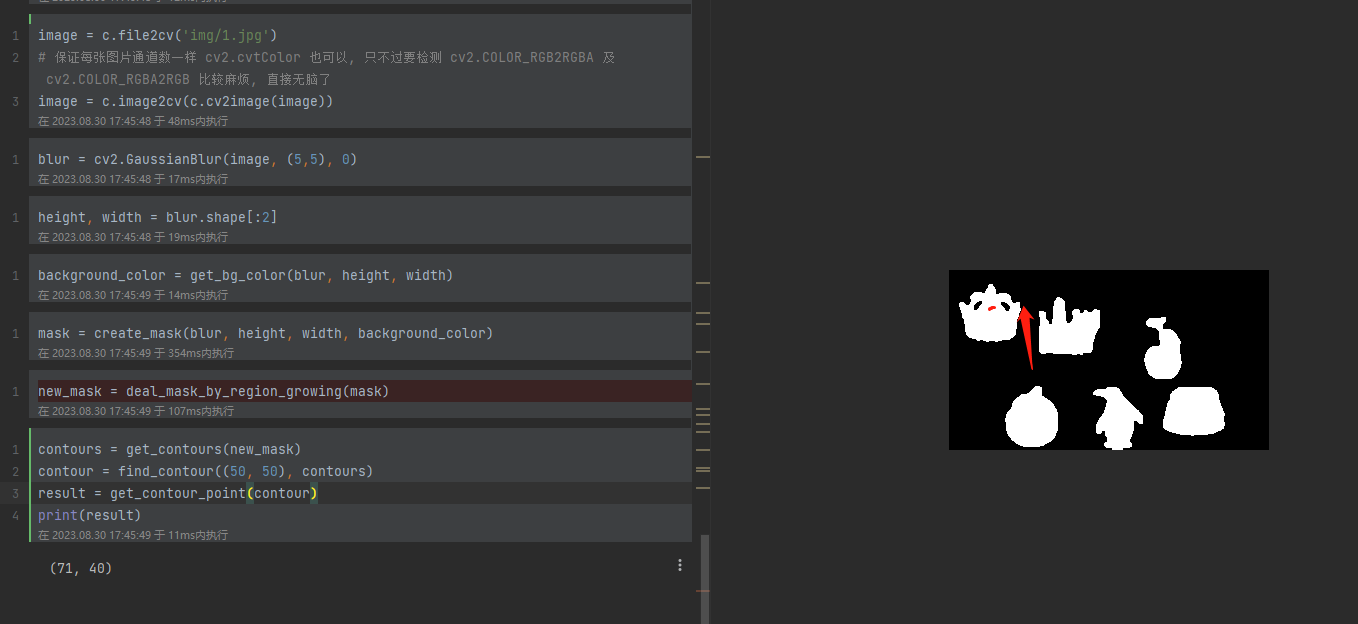 1 image = c.file2cv('img/1.jpg')
2 # 保证每张图片通道数一样 cv2.cvtColor 也可以, 只不过要检测 cv2.COLOR_RGB2RGBA 及
cv2.COLOR_RGBA2RGB 比较麻烦, 直接无脑了
3 image = c.image2cv(c.cv2image(image))
在 2023.08.30 17:45:48 于 48ms内执行
1 blur = cv2.GaussianBlur(image, (5,5), 0)
在 2023.08.30 17:45:48 于 17ms内执行
1 height, width = blur.shape[:2]
在 2023.08.30 17:45:48 于 19ms内执行
1 background_color = get_bg_color(blur, height, width)
在 2023.08.30 17:45:49 于 14ms内执行
1 mask = create_mask(blur, height, width, background_color)
在 2023.08.30 17:45:49 于 354ms内执行
1 new_mask = deal_mask_by_region_growing(mask)
在 2023.08.30 17:45:49 于 107ms内执行
1 contours = get_contours(new_mask)
2 contour = find_contour((50, 50), contours)
3 result = get_contour_point(contour)
4 print(result)
在 2023.08.30 17:45:49 于 11ms内执行
(71, 40)